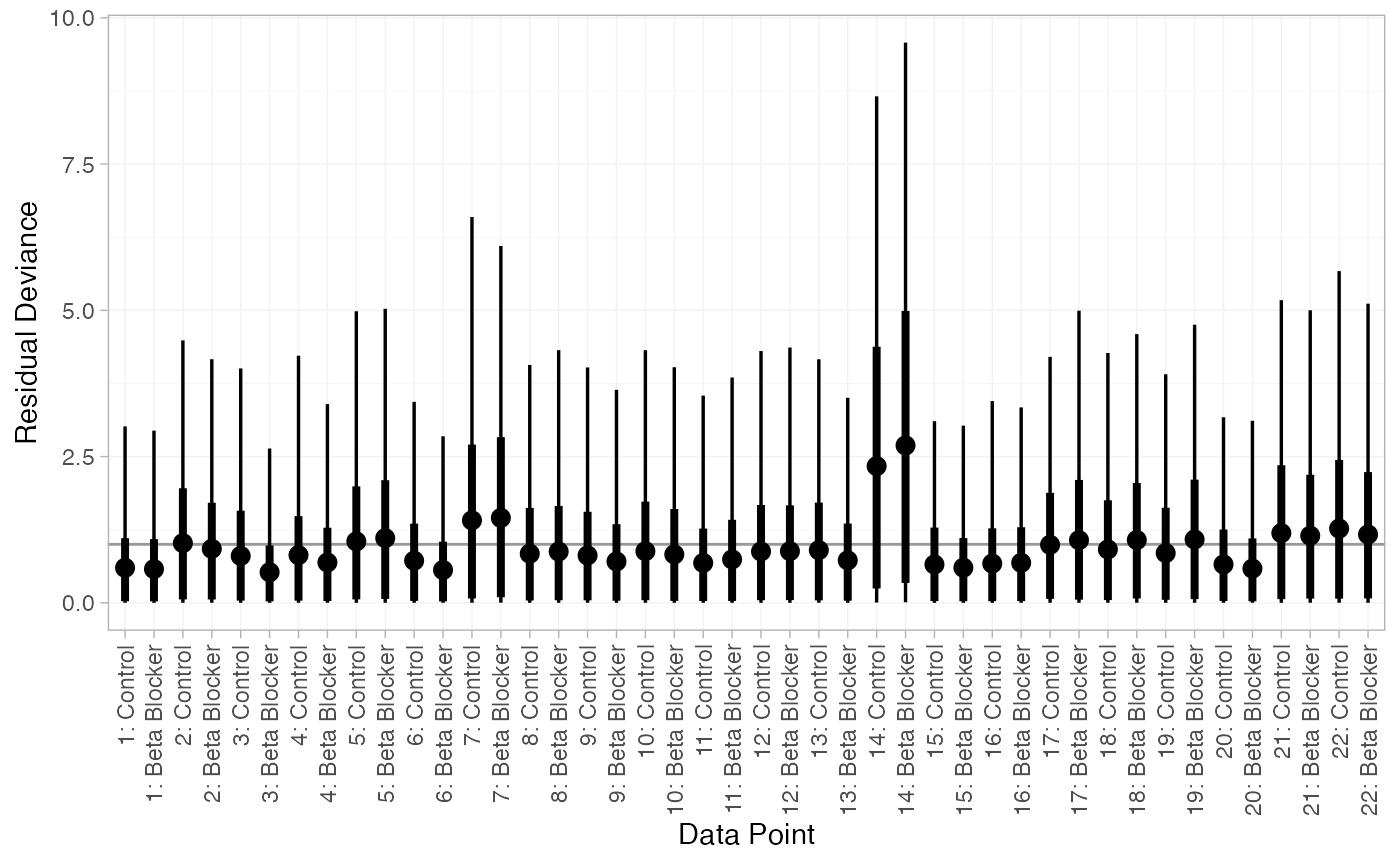 10.0
7.5
5.0
2.5
0.0
Residual Deviance
1: Control
1: Beta Blocker
2: Control
2: Beta Blocker
3: Control
3: Beta Blocker
4: Control
4: Beta Blocker
5: Control
5: Beta Blocker
6: Control
6: Beta Blocker
7: Control
7: Beta Blocker
8: Control
8: Beta Blocker
9: Control
9: Beta Blocker
10: Control
10: Beta Blocker
11: Control
11: Beta Blocker
12: Control
12: Beta Blocker
13: Control
13: Beta Blocker
14: Control
14: Beta Blocker
15: Control
15: Beta Blocker
16: Control
16: Beta Blocker
17: Control
17: Beta Blocker
18: Control
18: Beta Blocker
19: Control
19: Beta Blocker
20: Control
20: Beta Blocker
21: Control
21: Beta Blocker
22: Control
22: Beta Blocker
Data Point